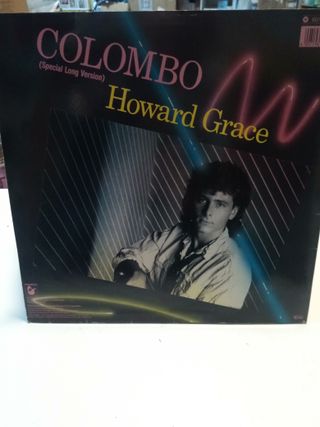 COLOMBO
(Special Long Version)
Howard Grace